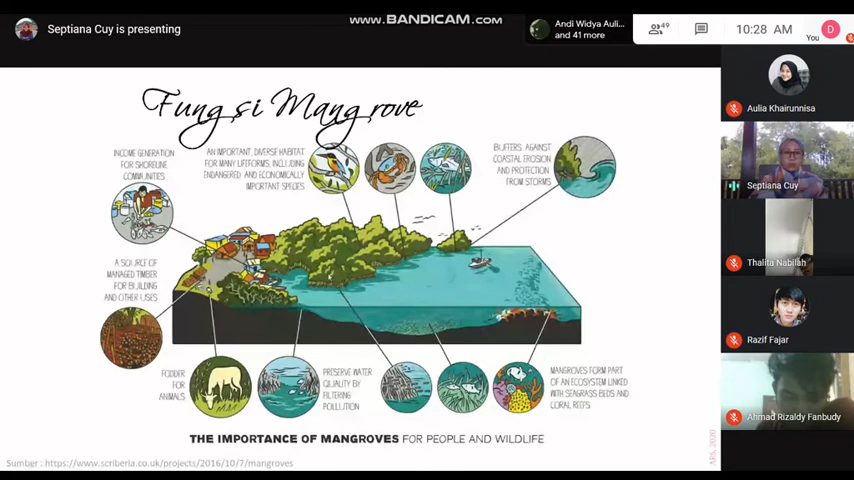 WWW.BANDICAM.COM
Septiana Cuy is presenting
Andi Widya Auli...
and 41 more
49
10:28 AM
D
You
Fungsi Mangrove
INCOME GENERATION
FOR SHORELINE
COMMUNITIES
AN IMPORTANT, DIVERSE HABITAT
FOR MANY LIFEFORMS, INCLUDING
ENDANGERED AND ECONOMICALLY
IMPORTANT SPECIES
BUFFERS AGAINST
COASTAL EROSION
AND PROTECTION
FROM STORMS
A SOURCE OF
MANAGED TIMBER
FOR BUILDING
AND OTHER USES
FODDER
FOR
ANIMALS
PRESERVE WATER
QUALITY BY
FILTERING
POLLUTION
MANGROVES FORM PART
OF AN ECOSYSTEM LINKED
WITH SEAGRASS BEDS AND
CORAL REEFS
THE IMPORTANCE OF MANGROVES FOR PEOPLE AND WILDLIFE
Sumber : https://www.scriberia.co.uk/projects/2016/10/7/mangroves
ARS, 2020
Aulia Khairunnisa
Septiana Cuy
Thalita Nabilah
Razif Fajar
Ahmad Rizaldy Fanbudy